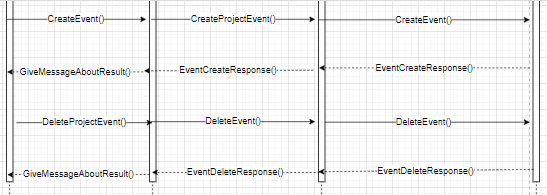 CreateEvent()
CreateProjectEvent()
CreateEvent()
GiveMessageAboutResult()
EventCreateResponse()
EventCreateResponse()
DeleteProjectEvent()
DeleteEvent()
DeleteEvent()
GiveMessageAboutResult()
EventDeleteResponse()
EventDeleteResponse()